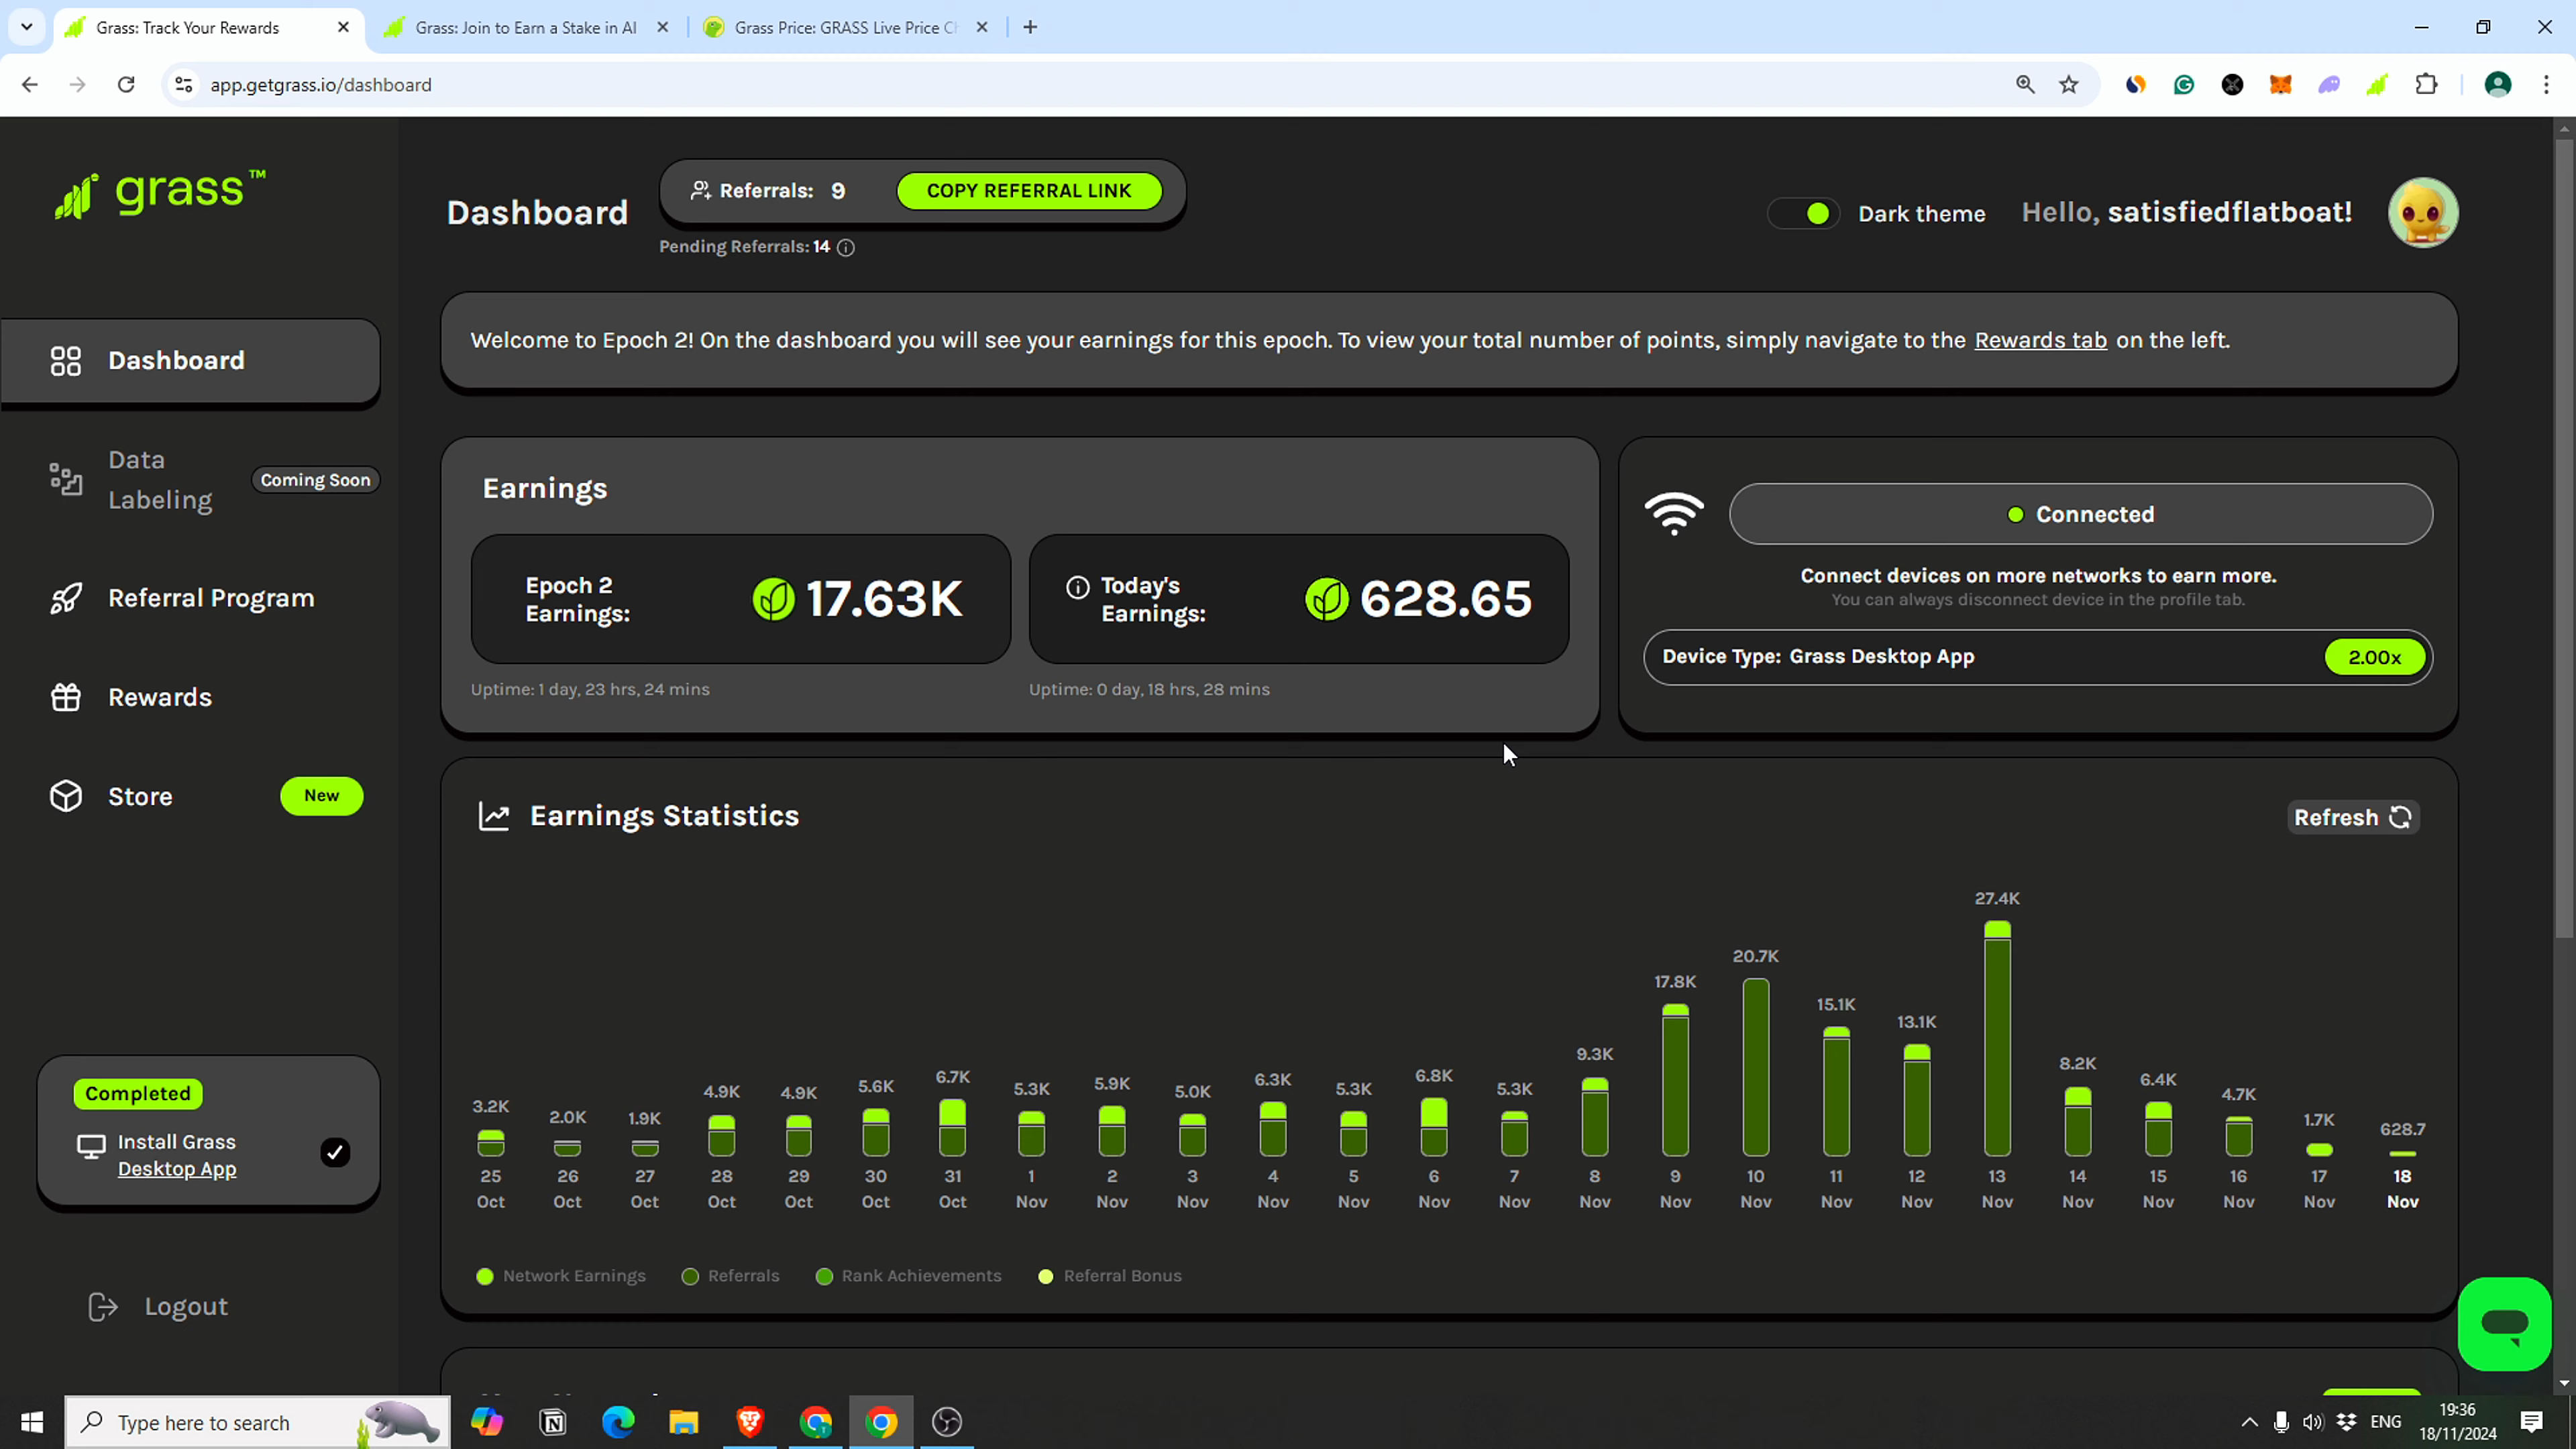 Grass: Track Your Rewards
Grass: Join to Earn a Stake in AI
Grass Price: GRASS Live Price
app.getgrass.io/dashboard
grass™
Dashboard
Referrals: 9
COPY REFERRAL LINK
Pending Referrals: 14
Dark theme
Hello, satisfiedflatboat!
Welcome to Epoch 2! On the dashboard you will see your earnings for this epoch. To view your total number of points, simply navigate to the Rewards tab on the left.
Dashboard
Data
Labeling
Coming Soon
Referral Program
Rewards
Store
New
Completed
Install Grass
Desktop App
Logout
Earnings
Epoch 2
Earnings:
17.63K
Today's
Earnings:
628.65
Uptime: 1 day, 23 hrs, 24 mins
Uptime: 0 day, 18 hrs, 28 mins
Connected
Connect devices on more networks to earn more.
You can always disconnect device in the profile tab.
Device Type: Grass Desktop App
2.00x
Earnings Statistics
Refresh
3.2K 2.0K 1.9K 4.9K 4.9K 5.6K 6.7K 5.3K 5.9K 5.0K 6.3K 5.3K 6.8K 5.3K 9.3K 17.8K 20.7K 15.1K 13.1K 27.4K 8.2K 6.4K 4.7K 1.7K 628.7
25 26 27 28 29 30 31 1 2 3 4 5 6 7 8 9 10 11 12 13 14 15 16 17 18
Oct Oct Oct Oct Oct Oct Oct Nov Nov Nov Nov Nov Nov Nov Nov Nov Nov Nov Nov Nov Nov Nov Nov Nov Nov
Network Earnings
Referrals
Rank Achievements
Referral Bonus
Type here to search
ENG
19:36
18/11/2024